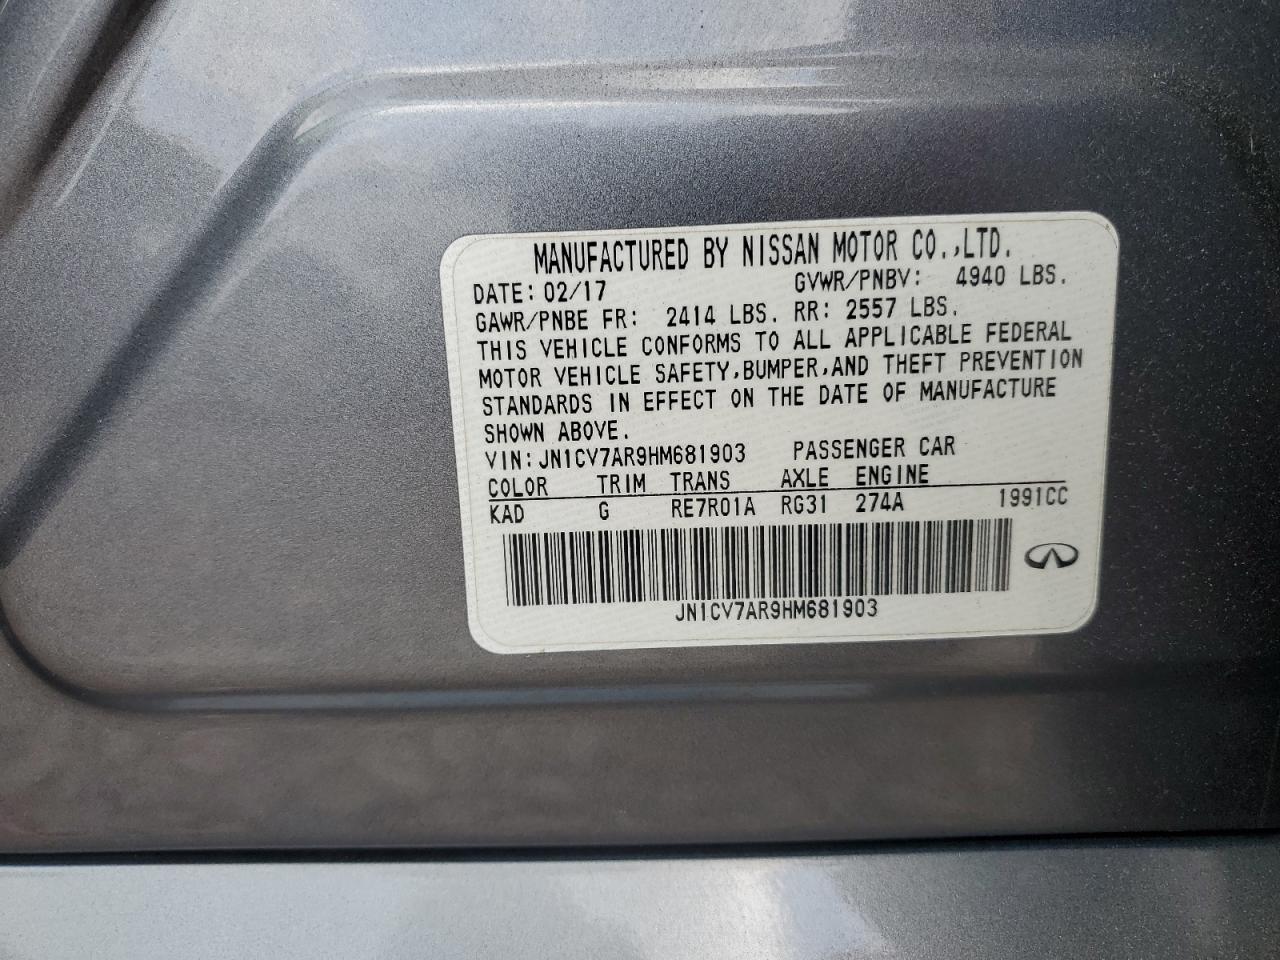 MANUFACTURED BY NISSAN MOTOR CO.,LTD.
DATE: 02/17 GVWR/PNBV: 4940 LBS.
GAWR/PNBE FR: 2414 LBS. RR: 2557 LBS.
THIS VEHICLE CONFORMS TO ALL APPLICABLE FEDERAL
MOTOR VEHICLE SAFETY,BUMPER,AND THEFT PREVENTION
STANDARDS IN EFFECT ON THE DATE OF MANUFACTURE
SHOWN ABOVE.
VIN:JN1CV7AR9HM681903 PASSENGER CAR
COLOR TRIM TRANS AXLE ENGINE
KAD G RE7R01A RG31 274A 1991CC
JN1CV7AR9HM681903